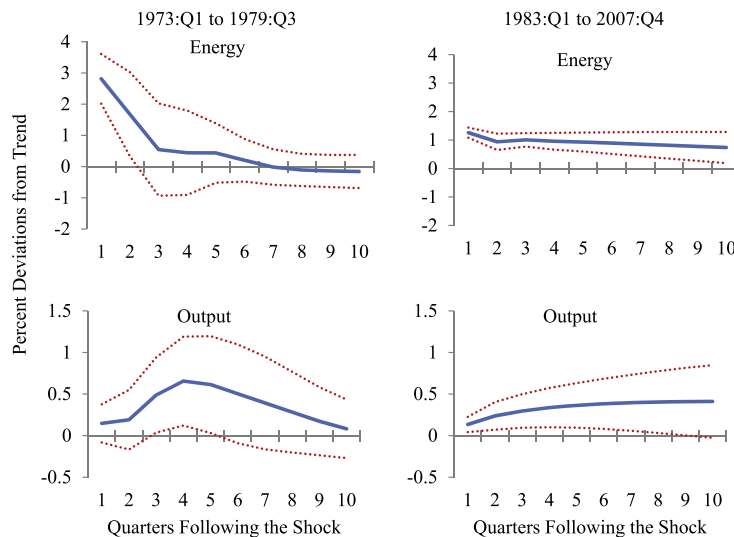 1973:Q1 to 1979:Q3
1983:Q1 to 2007:Q4
Percent Deviations from Trend
Energy
4
3
2
1
0
-1
-2
1 2 3 4 5 6 7 8 9 10
Energy
4
3
2
1
0
-1
-2
1 2 3 4 5 6 7 8 9 10
Output
1.5
1
0.5
0
-0.5
1 2 3 4 5 6 7 8 9 10
Quarters Following the Shock
Output
1.5
1
0.5
0
-0.5
1 2 3 4 5 6 7 8 9 10
Quarters Following the Shock